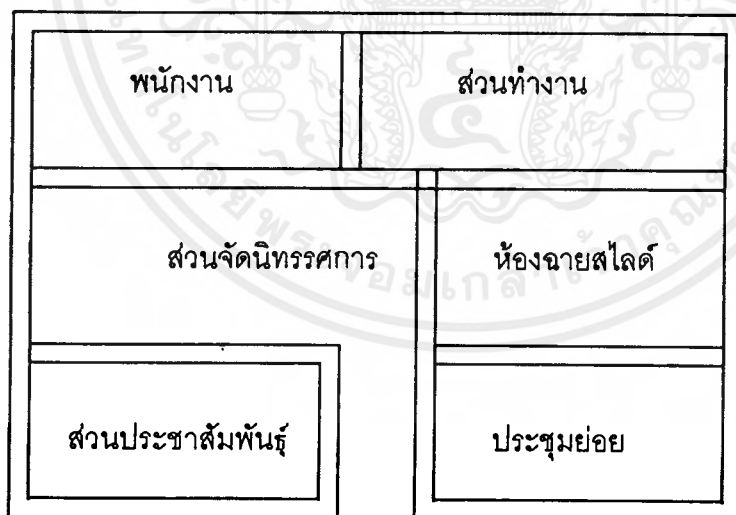 พนักงาน
ส่วนทำงาน
ส่วนจัดนิทรรศการ
ห้องฉายสไลด์
ส่วนประชาสัมพันธุ์
ประชุมย่อย